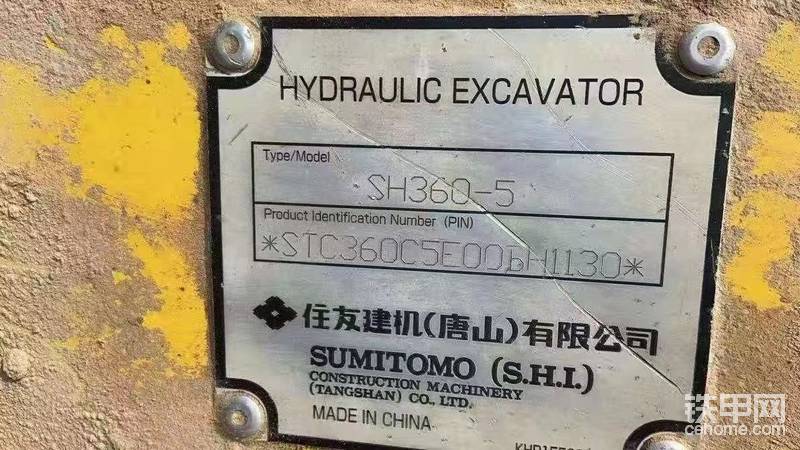 HYDRAULIC EXCAVATOR
Type/Model
SH360-5
Product Identification Number (PIN)
*STC360C5E00BH1130*
住友建机(唐山)有限公司
SUMITOMO (S.H.I.)
CONSTRUCTION MACHINERY
(TANGSHAN) CO., LTD.
MADE IN CHINA
铁甲网
cehome.com